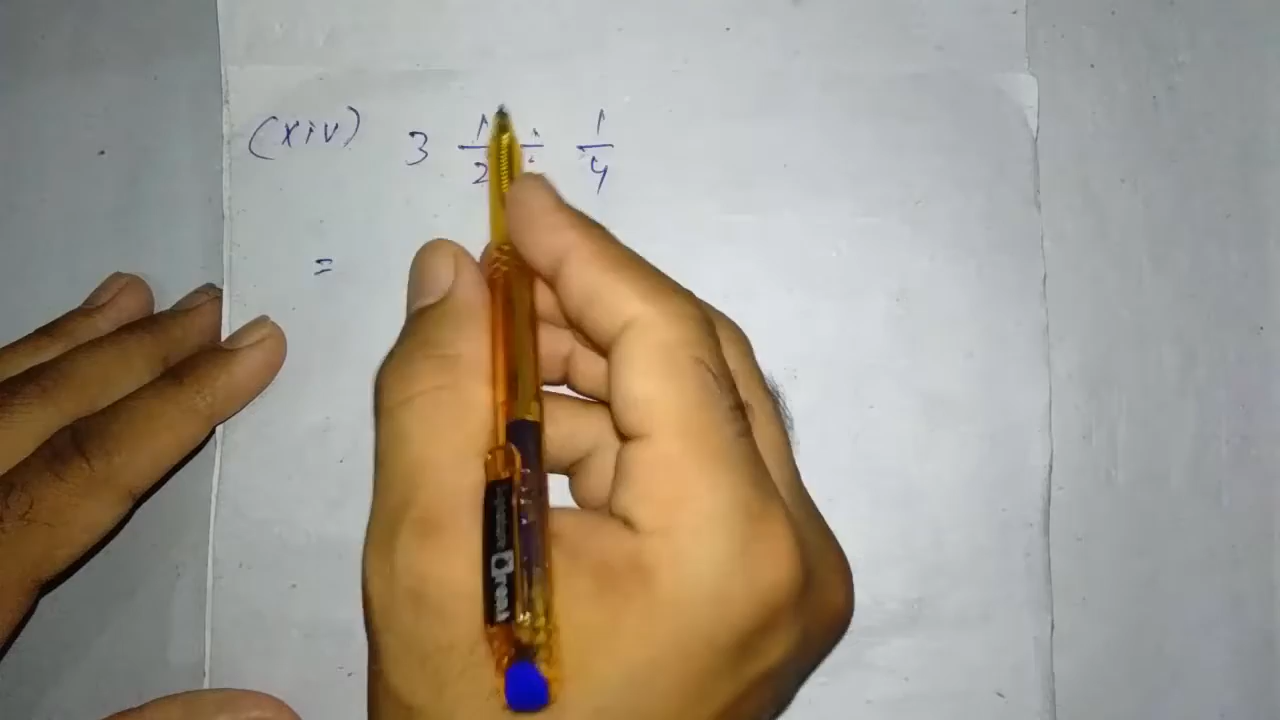 (xiv) 3 1/2 ÷ 1/4
=